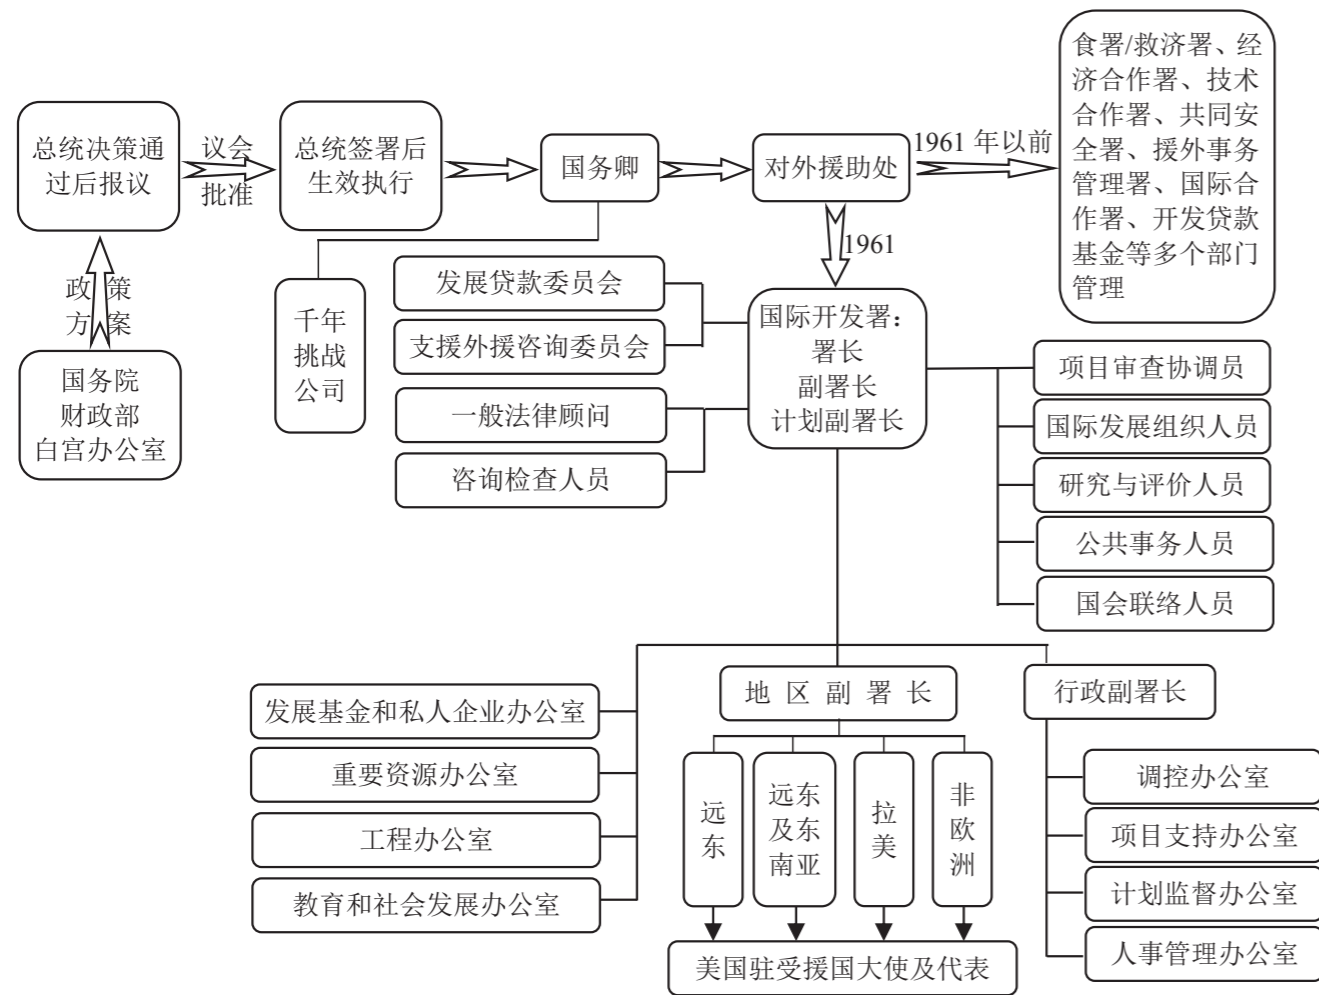 总统决策通
过后报议
议会
批准
总统签署后
生效执行
国务卿
对外援助处
1961 年以前
食署/救济署、经
济合作署、技术
合作署、共同安
全署、援外事务
管理署、国际合
作署、开发贷款
基金等多个部门
管理
政 策
方 案
国务院
财政部
白宫办公室
千年
挑战
公司
1961
发展贷款委员会
支援外援咨询委员会
一般法律顾问
咨询检查人员
国际开发署：
署长
副署长
计划副署长
项目审查协调员
国际发展组织人员
研究与评价人员
公共事务人员
国会联络人员
发展基金和私人企业办公室
重要资源办公室
工程办公室
教育和社会发展办公室
地 区 副 署 长
远
东
远东
及东
南亚
拉
美
非
欧
洲
美国驻受援国大使及代表
行政副署长
调控办公室
项目支持办公室
计划监督办公室
人事管理办公室